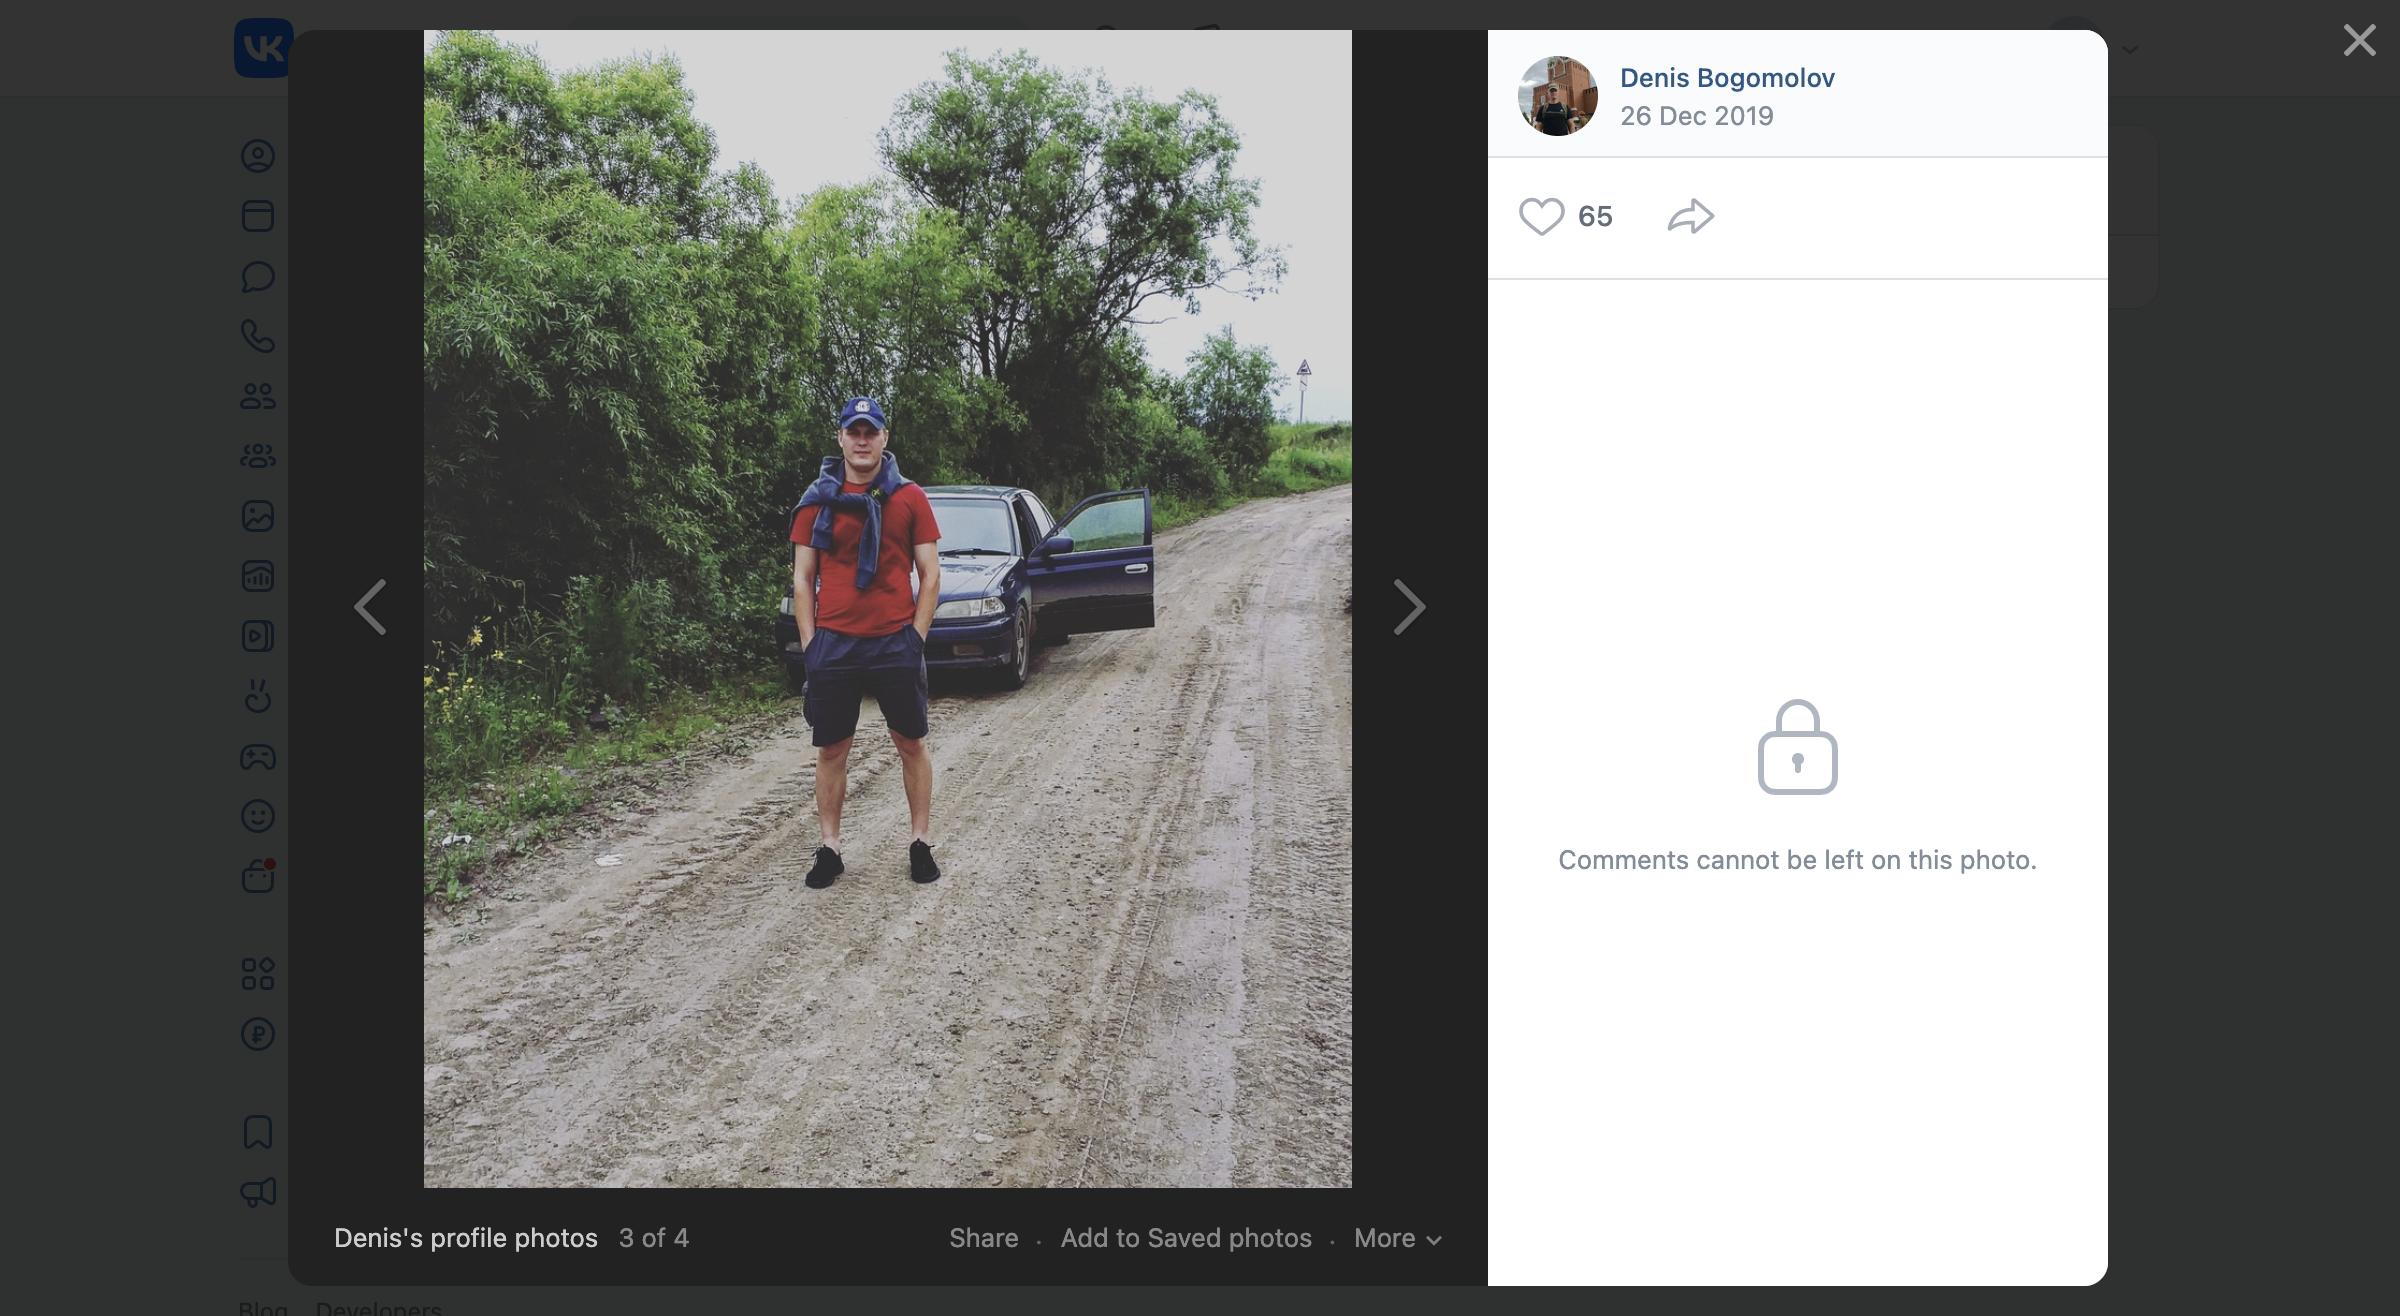 VK
Denis Bogomolov
26 Dec 2019
65
Comments cannot be left on this photo.
Denis's profile photos 3 of 4
Share · Add to Saved photos · More
Blog Developers